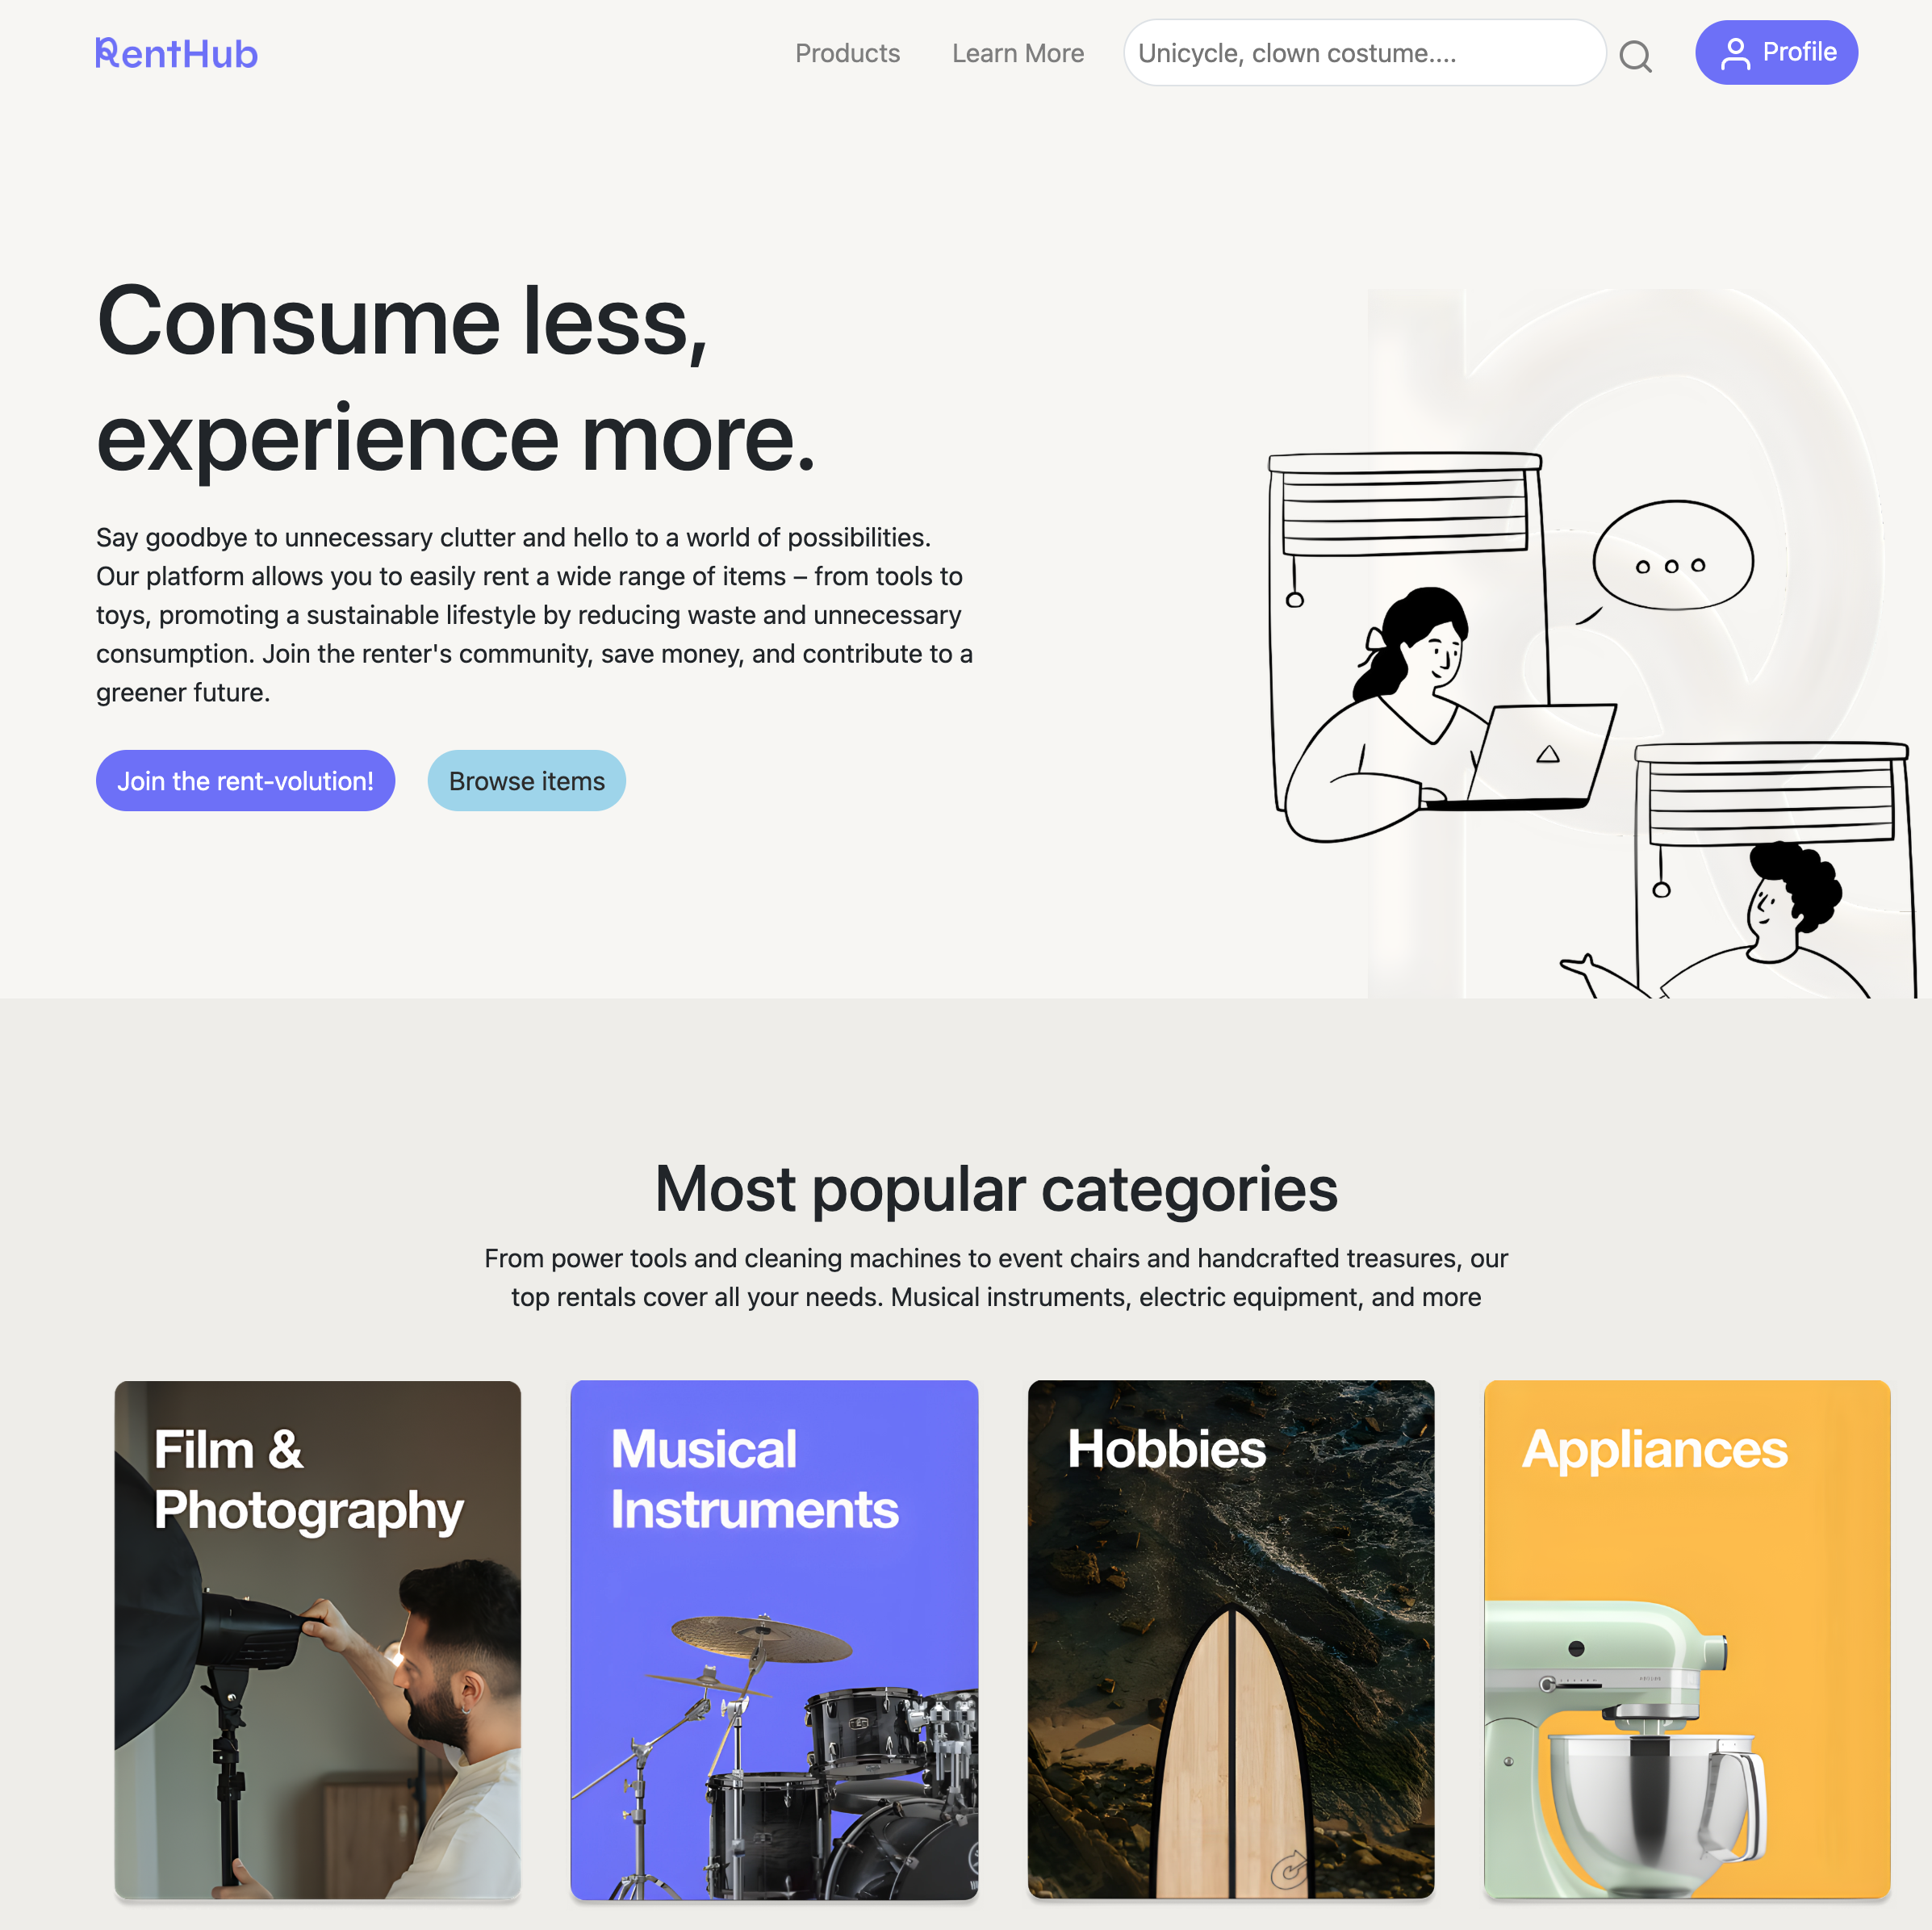 RentHub
Products
Learn More
Unicycle, clown costume....
Profile
Consume less,
experience more.
Say goodbye to unnecessary clutter and hello to a world of possibilities.
Our platform allows you to easily rent a wide range of items – from tools to
toys, promoting a sustainable lifestyle by reducing waste and unnecessary
consumption. Join the renter's community, save money, and contribute to a
greener future.
Join the rent-volution!
Browse items
Most popular categories
From power tools and cleaning machines to event chairs and handcrafted treasures, our
top rentals cover all your needs. Musical instruments, electric equipment, and more
Film &
Photography
Musical
Instruments
Hobbies
Appliances